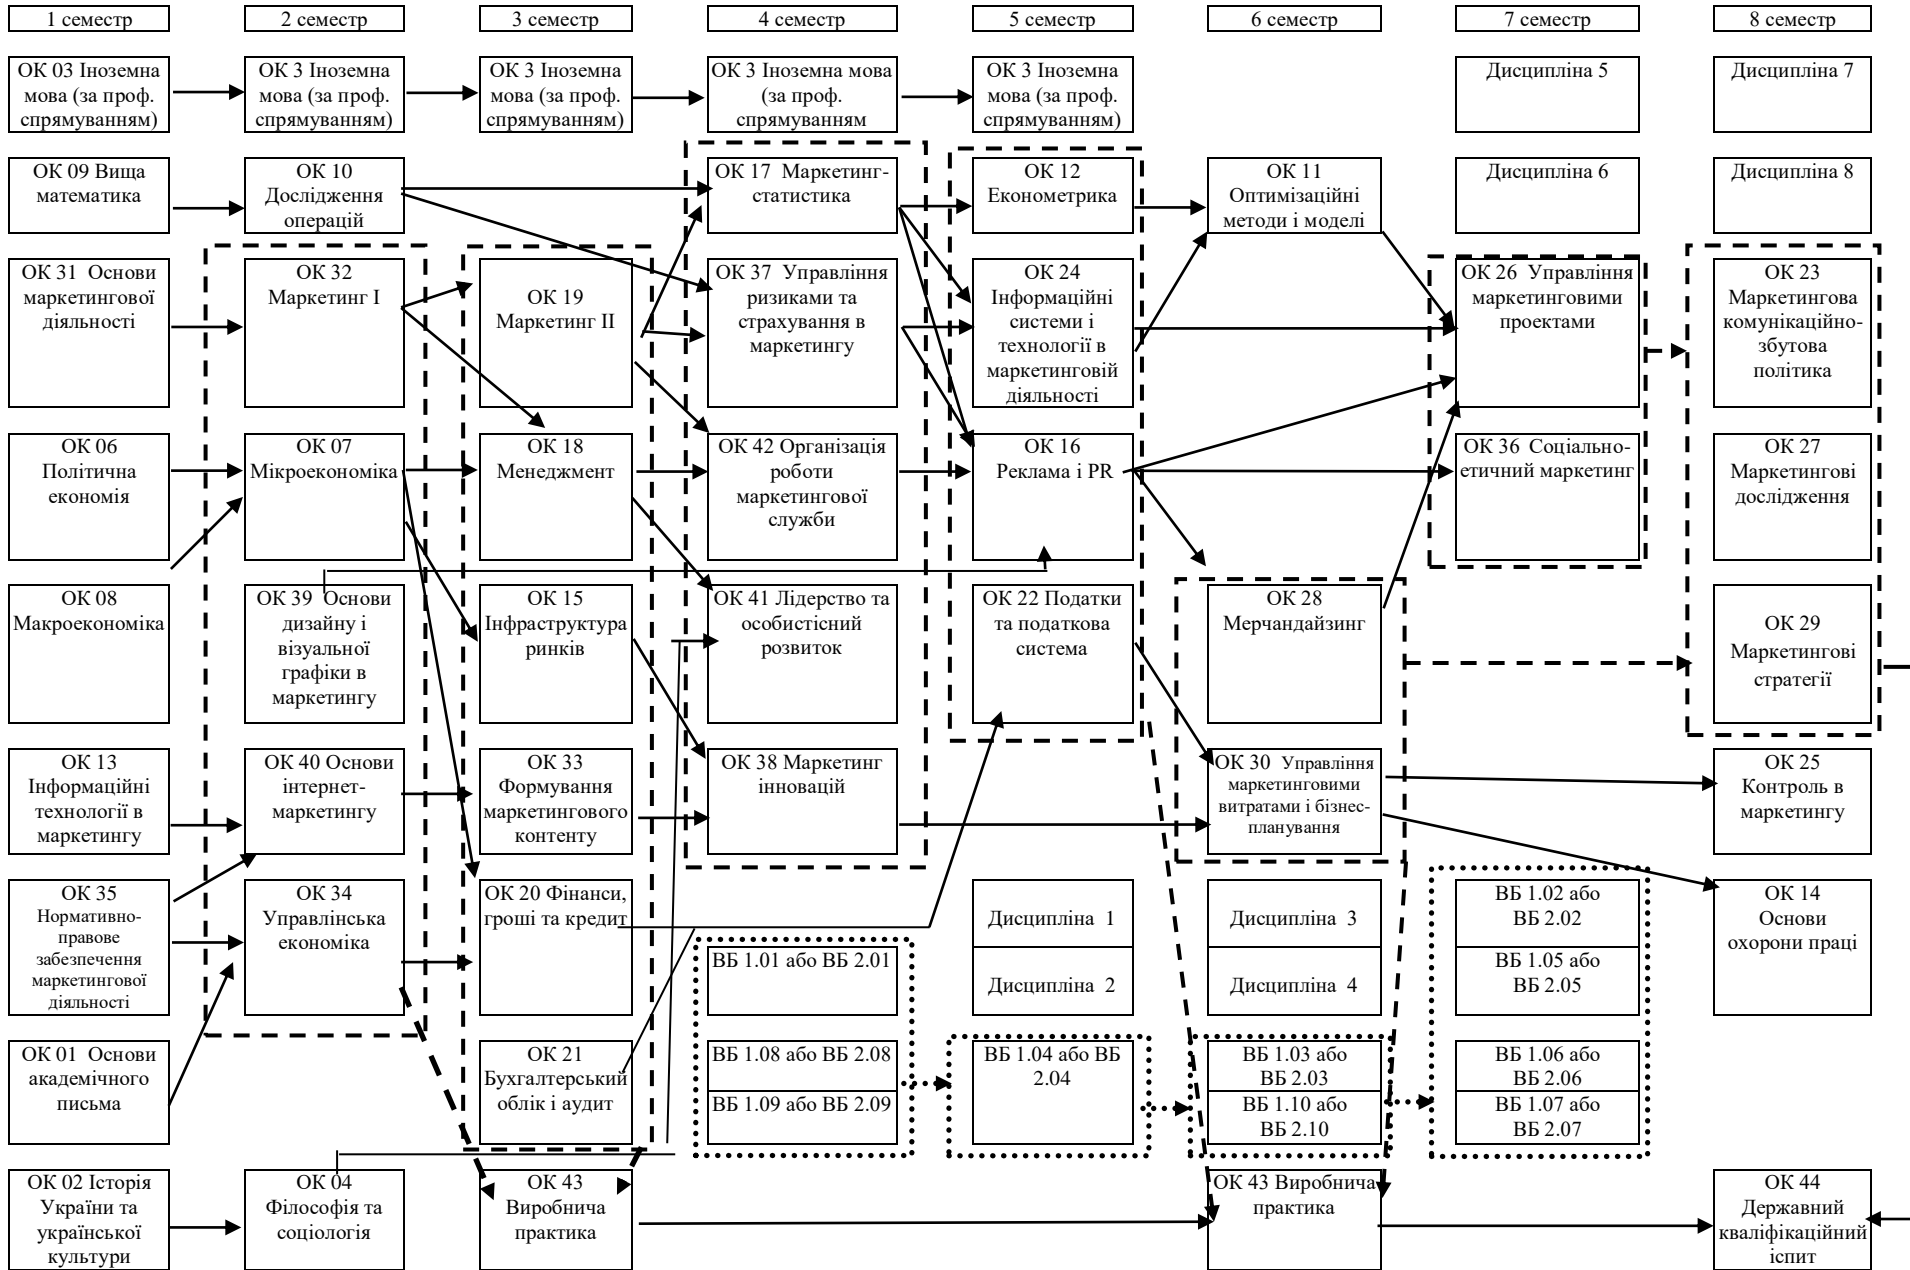 1 семестр
2 семестр
3 семестр
4 семестр
5 семестр
6 семестр
7 семестр
8 семестр
ОК 03 Іноземна
мова (за проф.
спрямуванням)
ОК 3 Іноземна
мова (за проф.
спрямуванням)
ОК 3 Іноземна
мова (за проф.
спрямуванням)
ОК 3 Іноземна мова
(за проф.
спрямуванням
ОК 3 Іноземна
мова (за проф.
спрямуванням)
Дисципліна 5
Дисципліна 7
ОК 09 Вища
математика
ОК 10
Дослідження
операцій
ОК 17 Маркетинг-
статистика
ОК 12
Економетрика
ОК 11
Оптимізаційні
методи і моделі
Дисципліна 6
Дисципліна 8
ОК 31 Основи
маркетингової
діяльності
ОК 32
Маркетинг І
ОК 19
Маркетинг ІІ
ОК 37 Управління
ризиками та
страхування в
маркетингу
ОК 24
Інформаційні
системи і
технології в
маркетинговій
діяльності
ОК 26 Управління
маркетинговими
проектами
ОК 23
Маркетингова
комунікаційно-
збутова
політика
ОК 06
Політична
економія
ОК 07
Мікроекономіка
ОК 18
Менеджмент
ОК 42 Організація
роботи
маркетингової
служби
ОК 16
Реклама і PR
ОК 36 Соціально-
етичний маркетинг
ОК 27
Маркетингові
дослідження
ОК 08
Макроекономіка
ОК 39 Основи
дизайну і
візуальної
графіки в
маркетингу
ОК 15
Інфраструктура
ринків
ОК 41 Лідерство та
особистісний
розвиток
ОК 22 Податки
та податкова
система
ОК 28
Мерчандайзинг
ОК 29
Маркетингові
стратегії
ОК 13
Інформаційні
технології в
маркетингу
ОК 40 Основи
інтернет-
маркетингу
ОК 33
Формування
маркетингового
контенту
ОК 38 Маркетинг
інновацій
ОК 30 Управління
маркетинговими
витратами і бізнес-
планування
ОК 25
Контроль в
маркетингу
ОК 35
Нормативно-
правове
забезпечення
маркетингової
діяльності
ОК 34
Управлінська
економіка
ОК 20 Фінанси,
гроші та кредит
ВБ 1.01 або ВБ 2.01
Дисципліна 1
Дисципліна 2
Дисципліна 3
Дисципліна 4
ВБ 1.02 або
ВБ 2.02
ВБ 1.05 або
ВБ 2.05
ОК 14
Основи
охорони праці
ОК 01 Основи
академічного
письма
ОК 21
Бухгалтерський
облік і аудит
ВБ 1.08 або ВБ 2.08
ВБ 1.09 або ВБ 2.09
ВБ 1.04 або ВБ
2.04
ВБ 1.03 або
ВБ 2.03
ВБ 1.10 або
ВБ 2.10
ВБ 1.06 або
ВБ 2.06
ВБ 1.07 або
ВБ 2.07
ОК 02 Історія
України та
української
культури
ОК 04
Філософія та
соціологія
ОК 43
Виробнича
практика
ОК 43 Виробнича
практика
ОК 44
Державний
кваліфікаційний
іспит